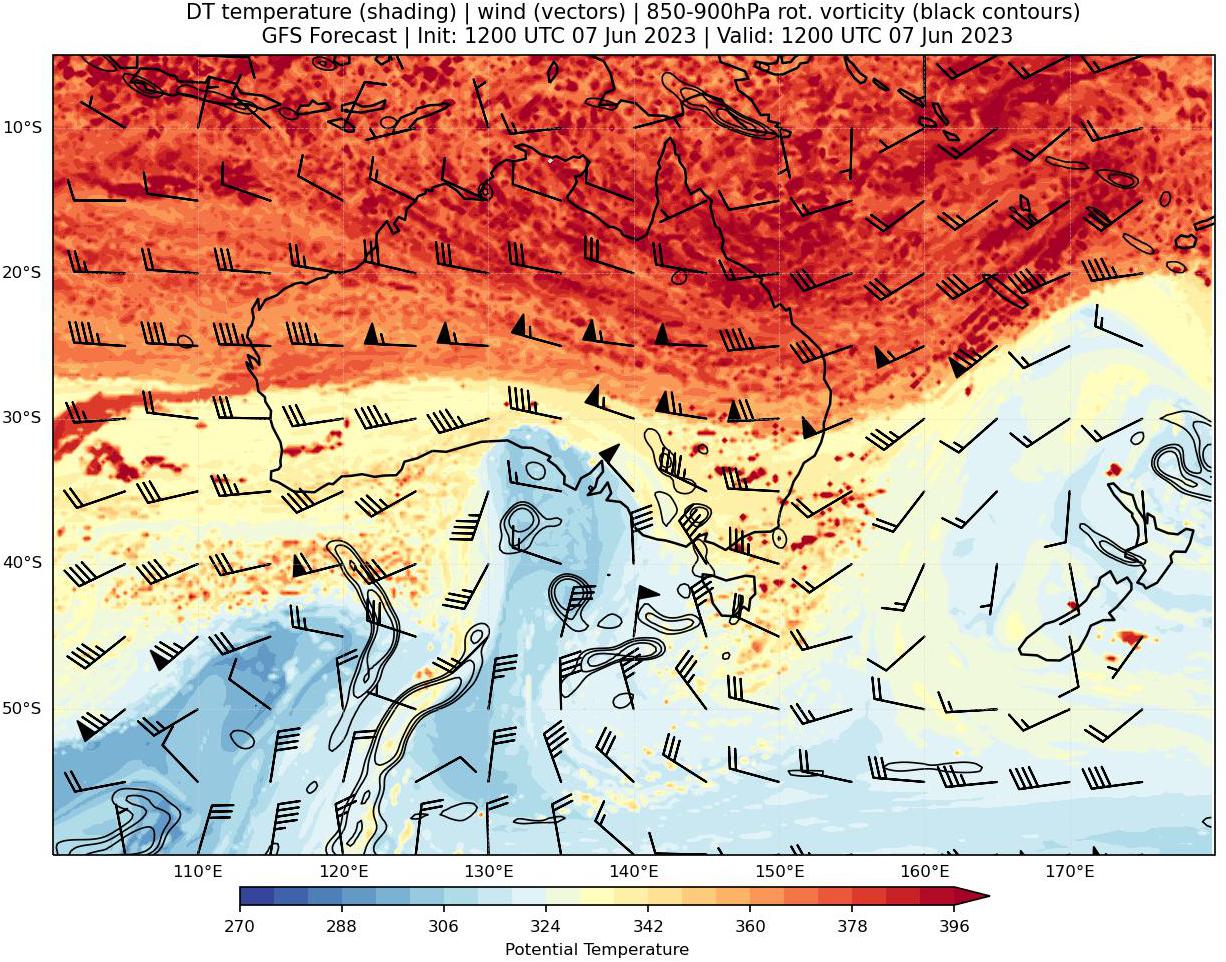 DT temperature (shading) | wind (vectors) | 850-900hPa rot. vorticity (black contours)
GFS Forecast | Init: 1200 UTC 07 Jun 2023 | Valid: 1200 UTC 07 Jun 2023
10°S
20°S
30°S
40°S
50°S
110°E 120°E 130°E 140°E 150°E 160°E 170°E
270 288 306 324 342 360 378 396
Potential Temperature